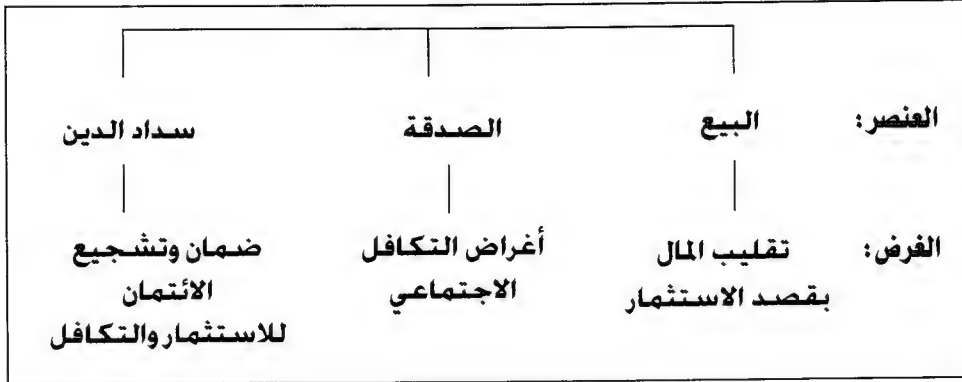 العنصر: البيع الصدقة سداد الدين
الغرض: تقليب المال أغراض التكافل ضمان وتشجيع
بقصد الاستثمار الاجتماعي الائتمان
للاستثمار والتكافل